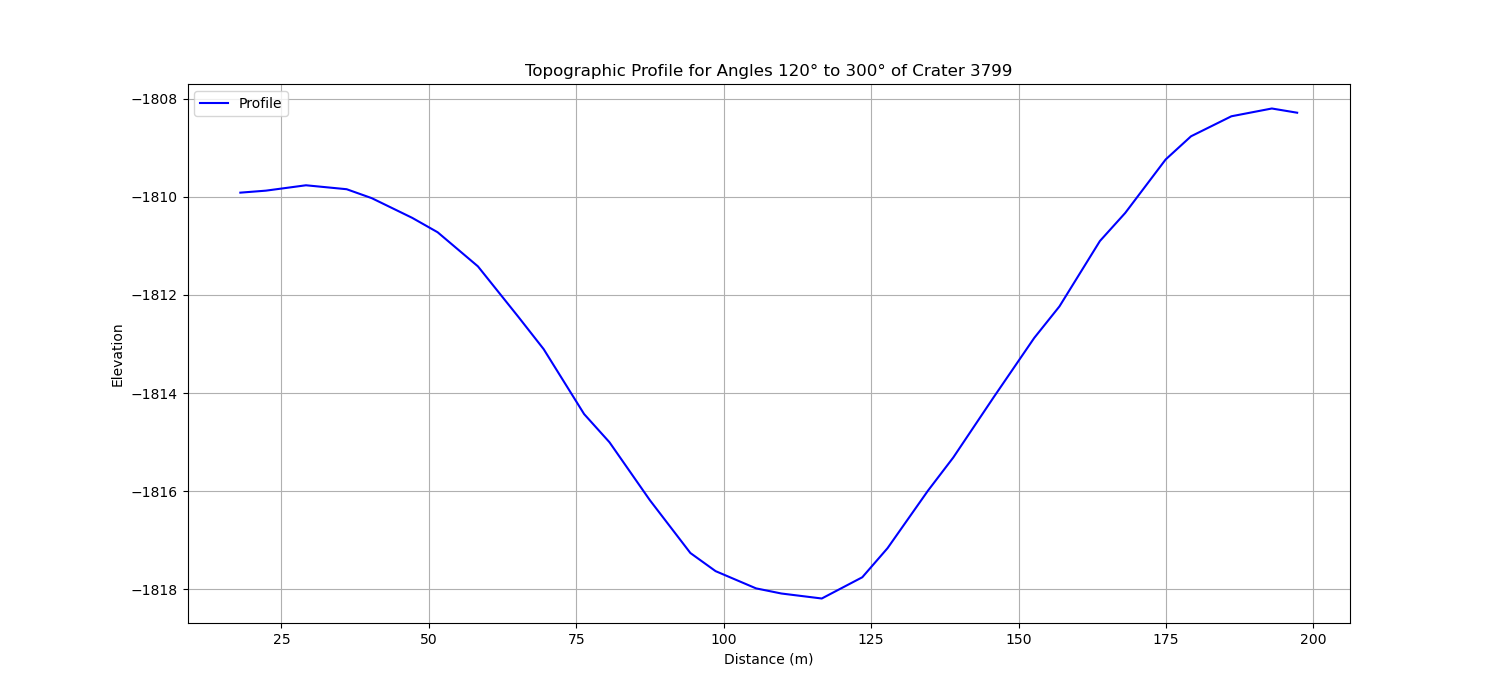 Topographic Profile for Angles 120° to 300° of Crater 3799
Profile
−1808
−1810
−1812
−1814
−1816
−1818
Elevation
25 50 75 100 125 150 175 200
Distance (m)